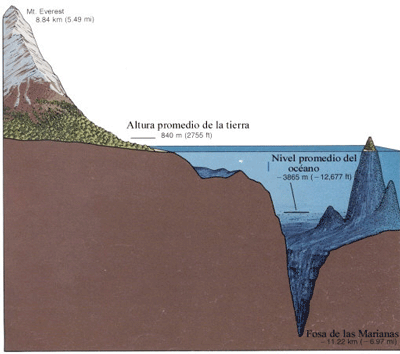 Mt. Everest
8.84 km (5.49 mi)
Altura promedio de la tierra
840 m (2755 ft)
Nivel promedio del
océano
−3865 m (−12,677 ft)
Fosa de las Marianas
−11.22 km (−6.97 mi)